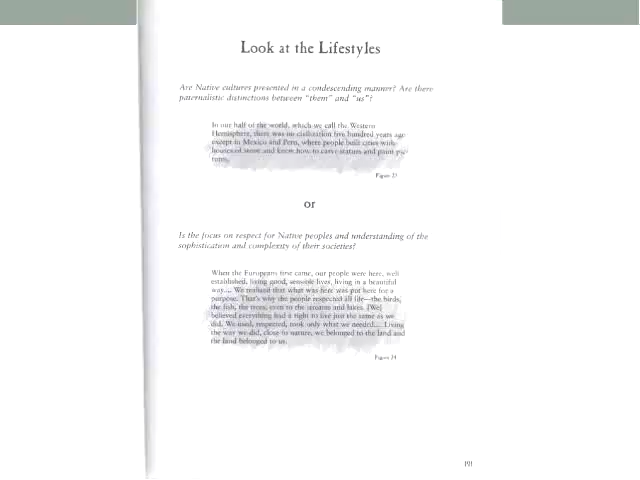 Look at the Lifestyles
Are Native cultures presented in a condescending manner? Are there
paternalistic distinctions between "them" and "us"?
In our half of the world, which we call the Western
Hemisphere, there was no civilization five hundred years ago
except in Mexico and Peru, where people built cities with
houses of stone and knew how to carve statues and paint pic-
tures.
Figure 23
or
Is the focus on respect for Native peoples and understanding of the
sophistication and complexity of their societies?
When the Europeans first came, our people were here, well
established, living good, sensible lives, living in a beautiful
way.... We realized that what was here was put here for a
purpose. That's why the people respected all life—the birds,
the fish, the trees, even to the streams and lakes. [We]
believed everything had a right to live just the same as we
did. We used, respected, took only what we needed.... Living
the way we did, close to nature, we belonged to the land and
the land belonged to us.
Figure 24
191